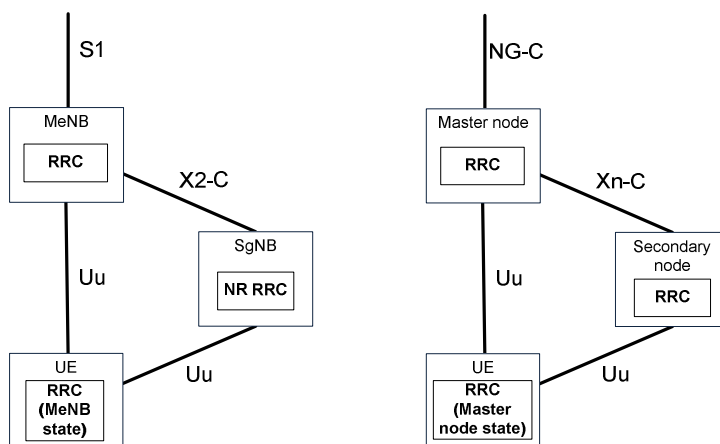 S1
MeNB
RRC
X2-C
SgNB
NR RRC
Uu
Uu
UE
RRC
(MeNB
state)
NG-C
Master node
RRC
Xn-C
Secondary
node
RRC
Uu
Uu
UE
RRC
(Master
node state)